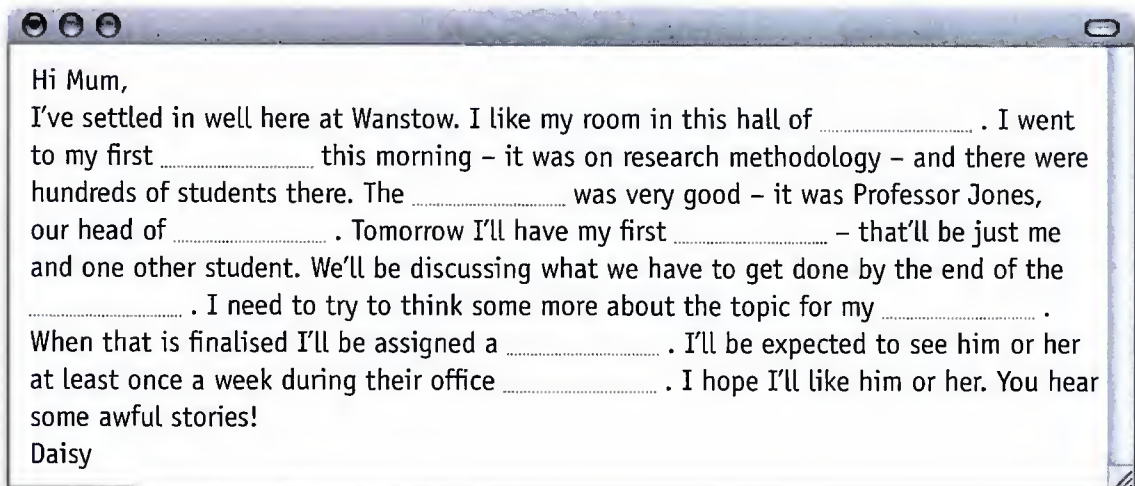 Hi Mum,
I've settled in well here at Wanstow. I like my room in this hall of ........................ . I went
to my first ........................ this morning – it was on research methodology – and there were
hundreds of students there. The ........................ was very good – it was Professor Jones,
our head of ........................ . Tomorrow I'll have my first ........................ – that'll be just me
and one other student. We'll be discussing what we have to get done by the end of the
........................ . I need to try to think some more about the topic for my ........................ .
When that is finalised I'll be assigned a ........................ . I'll be expected to see him or her
at least once a week during their office ........................ . I hope I'll like him or her. You hear
some awful stories!
Daisy